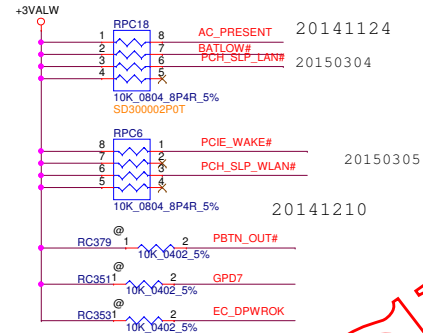 +3VALW
RPC18
1 8 AC_PRESENT 20141124
2 7 BATLOW#
3 6 PCH_SLP_LAN# 20150304
4 5
10K_0804_8P4R_5%
SD300002P0T
RPC6
8 1 PCIE_WAKE#
7 2 20150305
6 3 PCH_SLP_WLAN#
5 4
10K_0804_8P4R_5%
20141210
@
RC379 1 2 PBTN_OUT#
10K_0402_5%
@
RC351 1 2 GPD7
10K_0402_5%
@
RC353 1 2 EC_DPWROK
10K_0402_5%